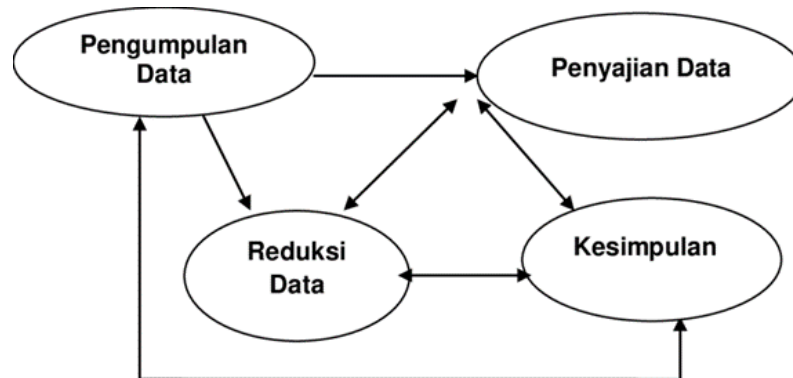 Pengumpulan
Data
Penyajian Data
Reduksi
Data
Kesimpulan